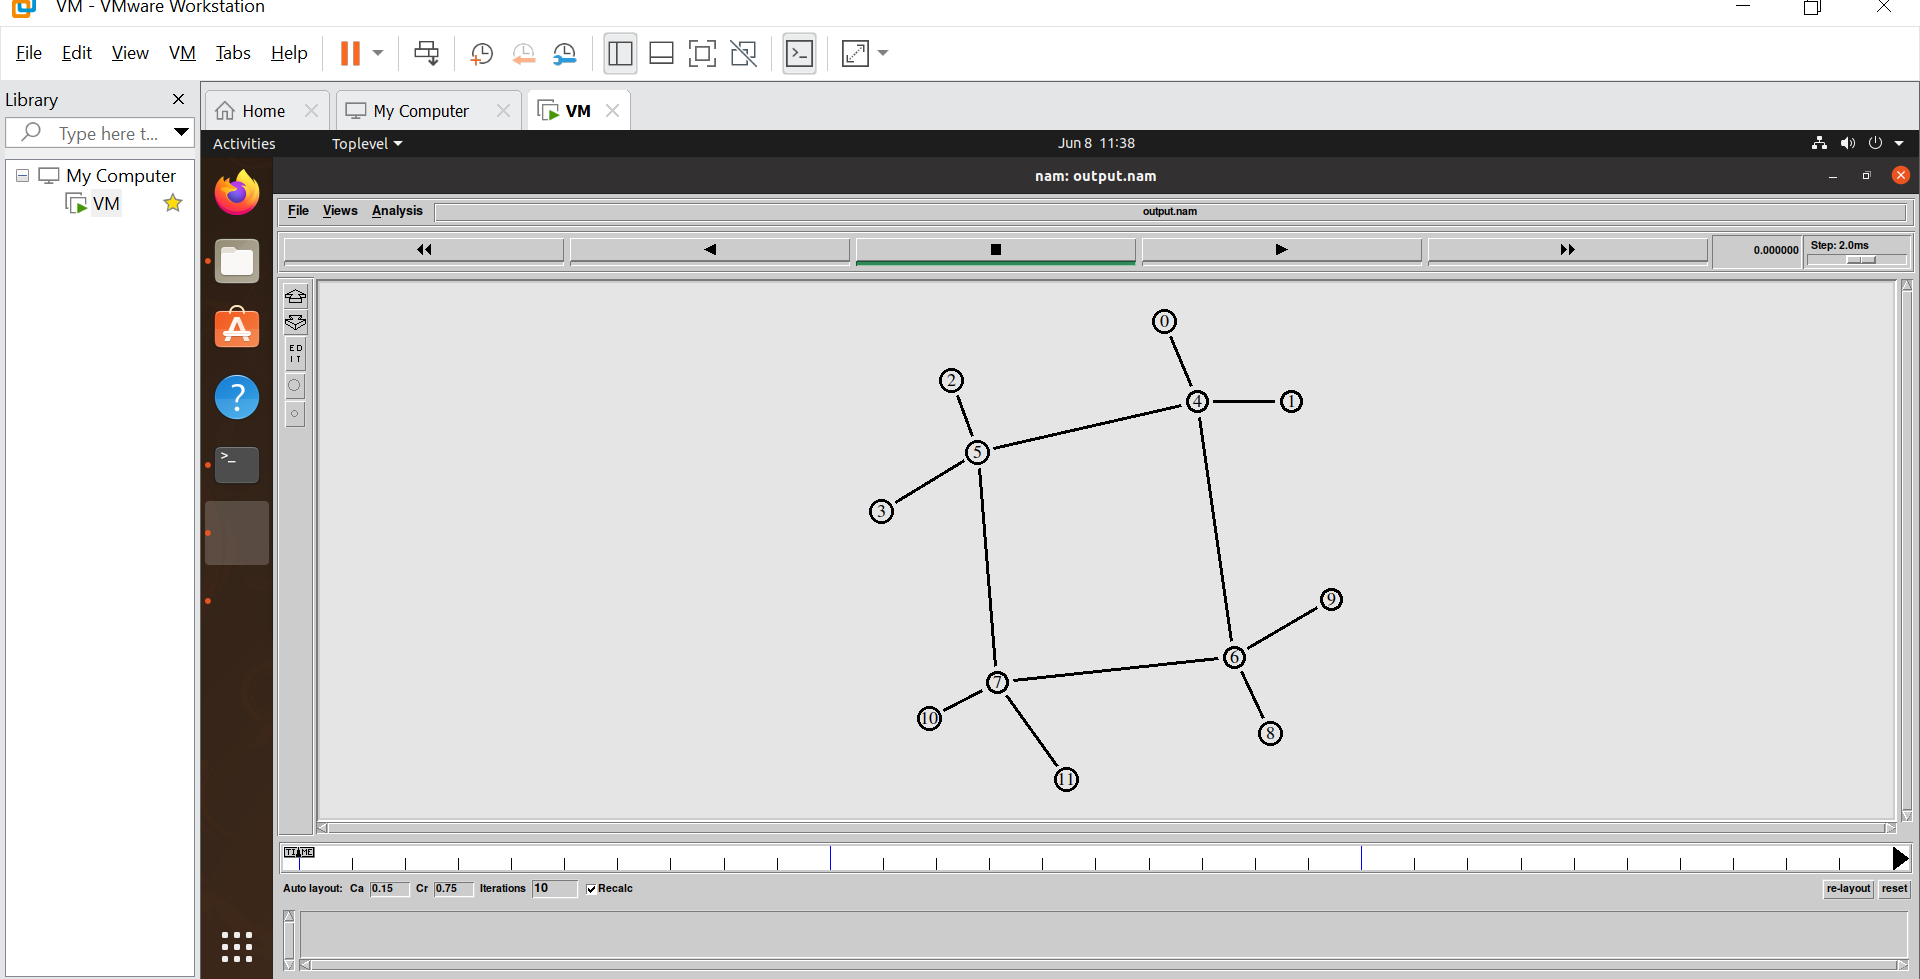 VM - VMware Workstation
File Edit View VM Tabs Help
Library
Type here t...
My Computer
VM
Home
My Computer
VM
Activities
Toplevel
Jun 8 11:38
nam: output.nam
File Views Analysis
output.nam
0.000000
Step: 2.0ms
ED
IT
0
2
4
1
5
3
9
6
7
10
8
11
TIME
Auto layout: Ca 0.15 Cr 0.75 Iterations 10 Recalc
re-layout reset